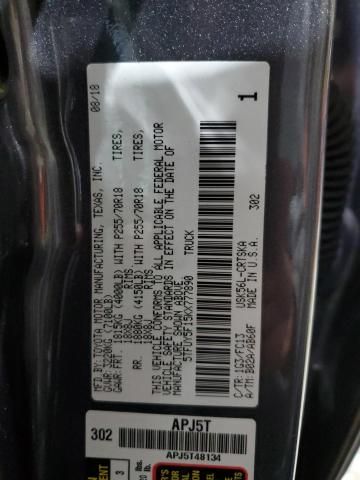 MFD. BY: TOYOTA MOTOR MANUFACTURING, TEXAS, INC. 08/18
GVWR: 3220KG (7100LB)
GAWR: FRT. 1815KG (4000LB) WITH P255/70R18 TIRES,
18X8J RIMS,
RR. 1880KG (4150LB) WITH P255/70R18 TIRES,
18X8J RIMS,
THIS VEHICLE CONFORMS TO ALL APPLICABLE FEDERAL MOTOR
VEHICLE SAFETY STANDARDS IN EFFECT ON THE DATE OF
MANUFACTURE SHOWN ABOVE.
5TFUY5F15KX777890 TRUCK
C/TR: 1G3/FC13 USK56L-CRTSKA 302
A/TM: B02A/AB60F MADE IN U.S.A. 1
302
APJ5T
APJ5T48134
3